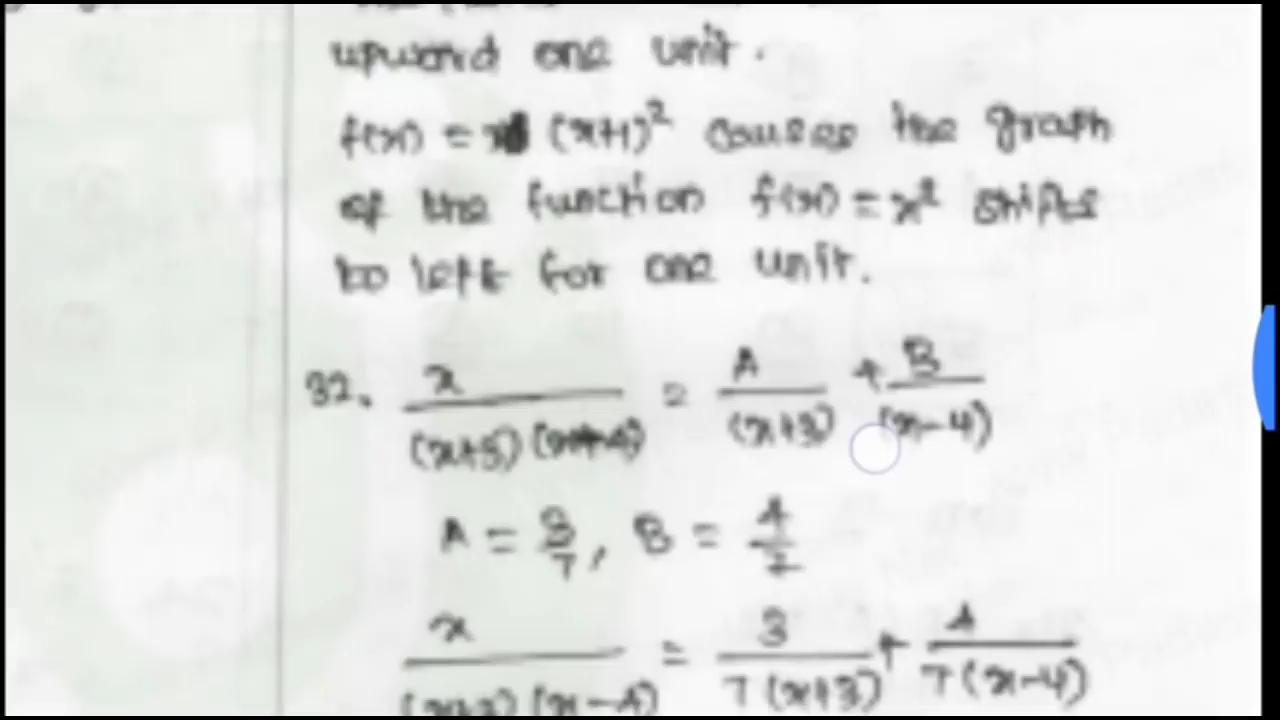 upward one unit.
f(x) = (x+1)² causes the graph
of the function f(x) = x² shifts
to left for one unit.
32. x / (x+3) (x-4) = A / (x+3) + B / (x-4)
A = 3/7, B = 4/7
x / (x+3) (x-4) = 3 / 7(x+3) + 4 / 7(x-4)